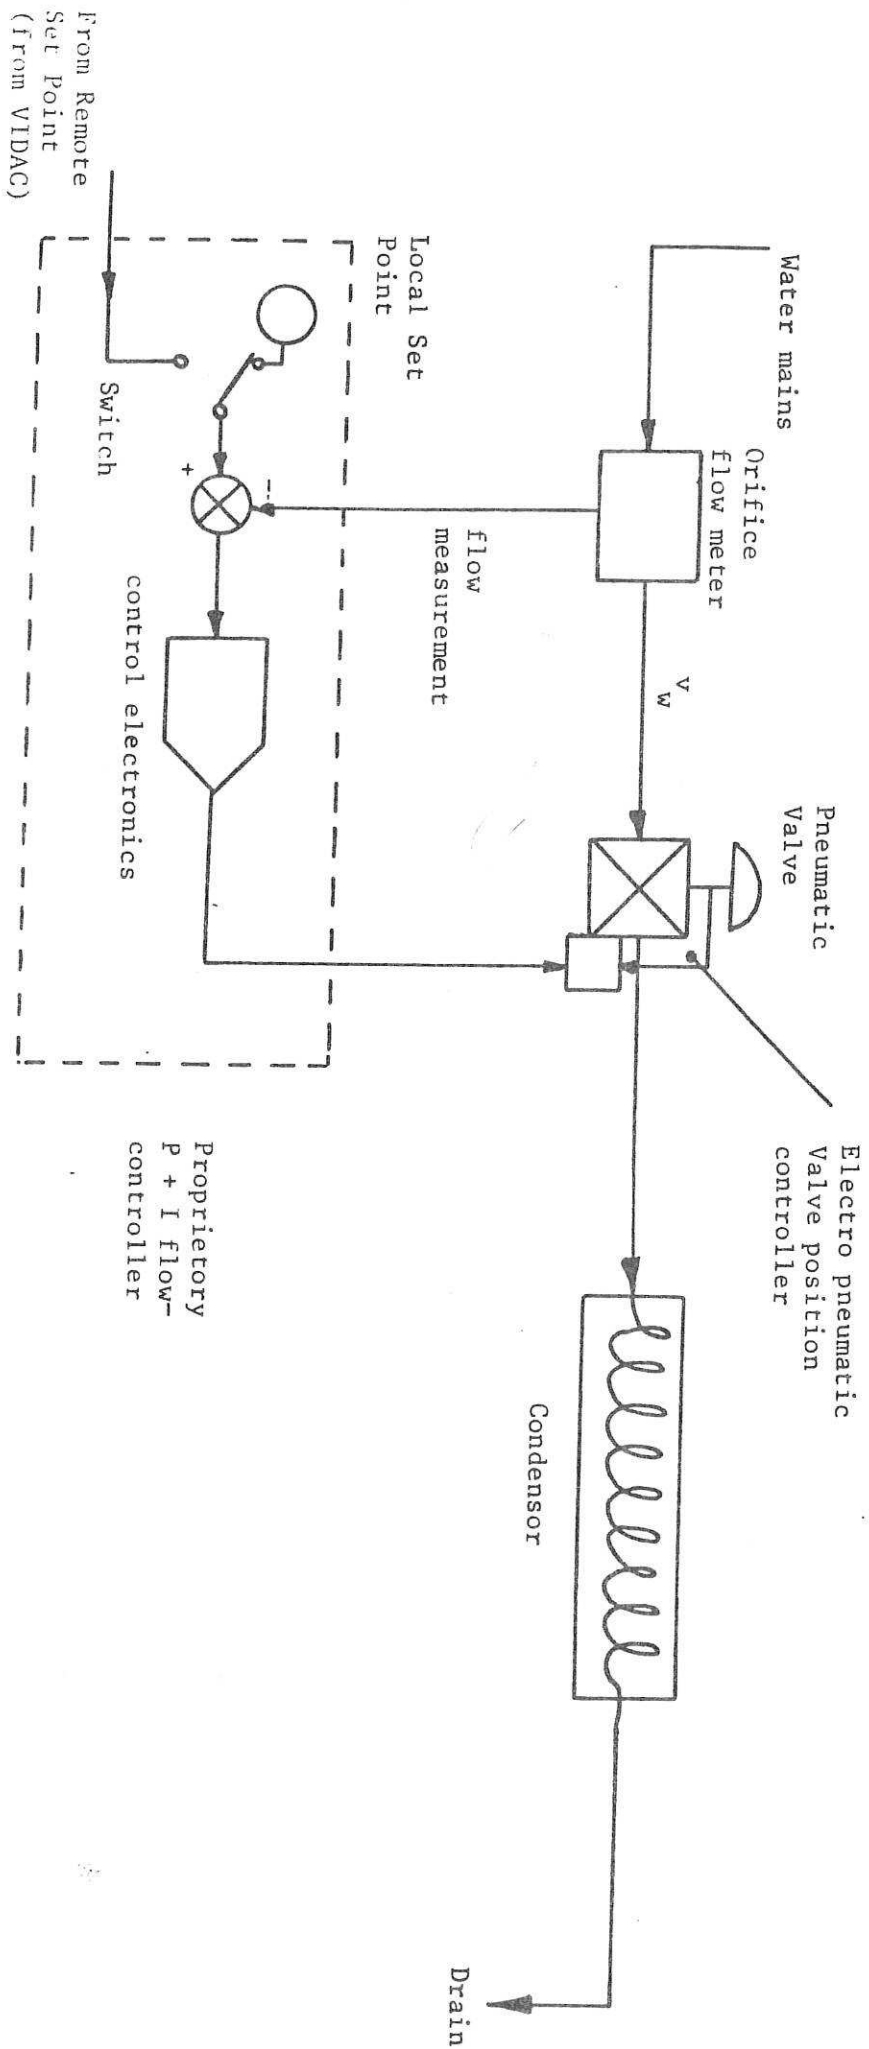 Water mains
Orifice
flow meter
v
w
Pneumatic
Valve
Electro pneumatic
Valve position
controller
flow
measurement
Condensor
Drain
Local Set
Point
--
+
Switch
control electronics
Proprietory
P + I flow-
controller
From Remote
Set Point
(from VIDAC)